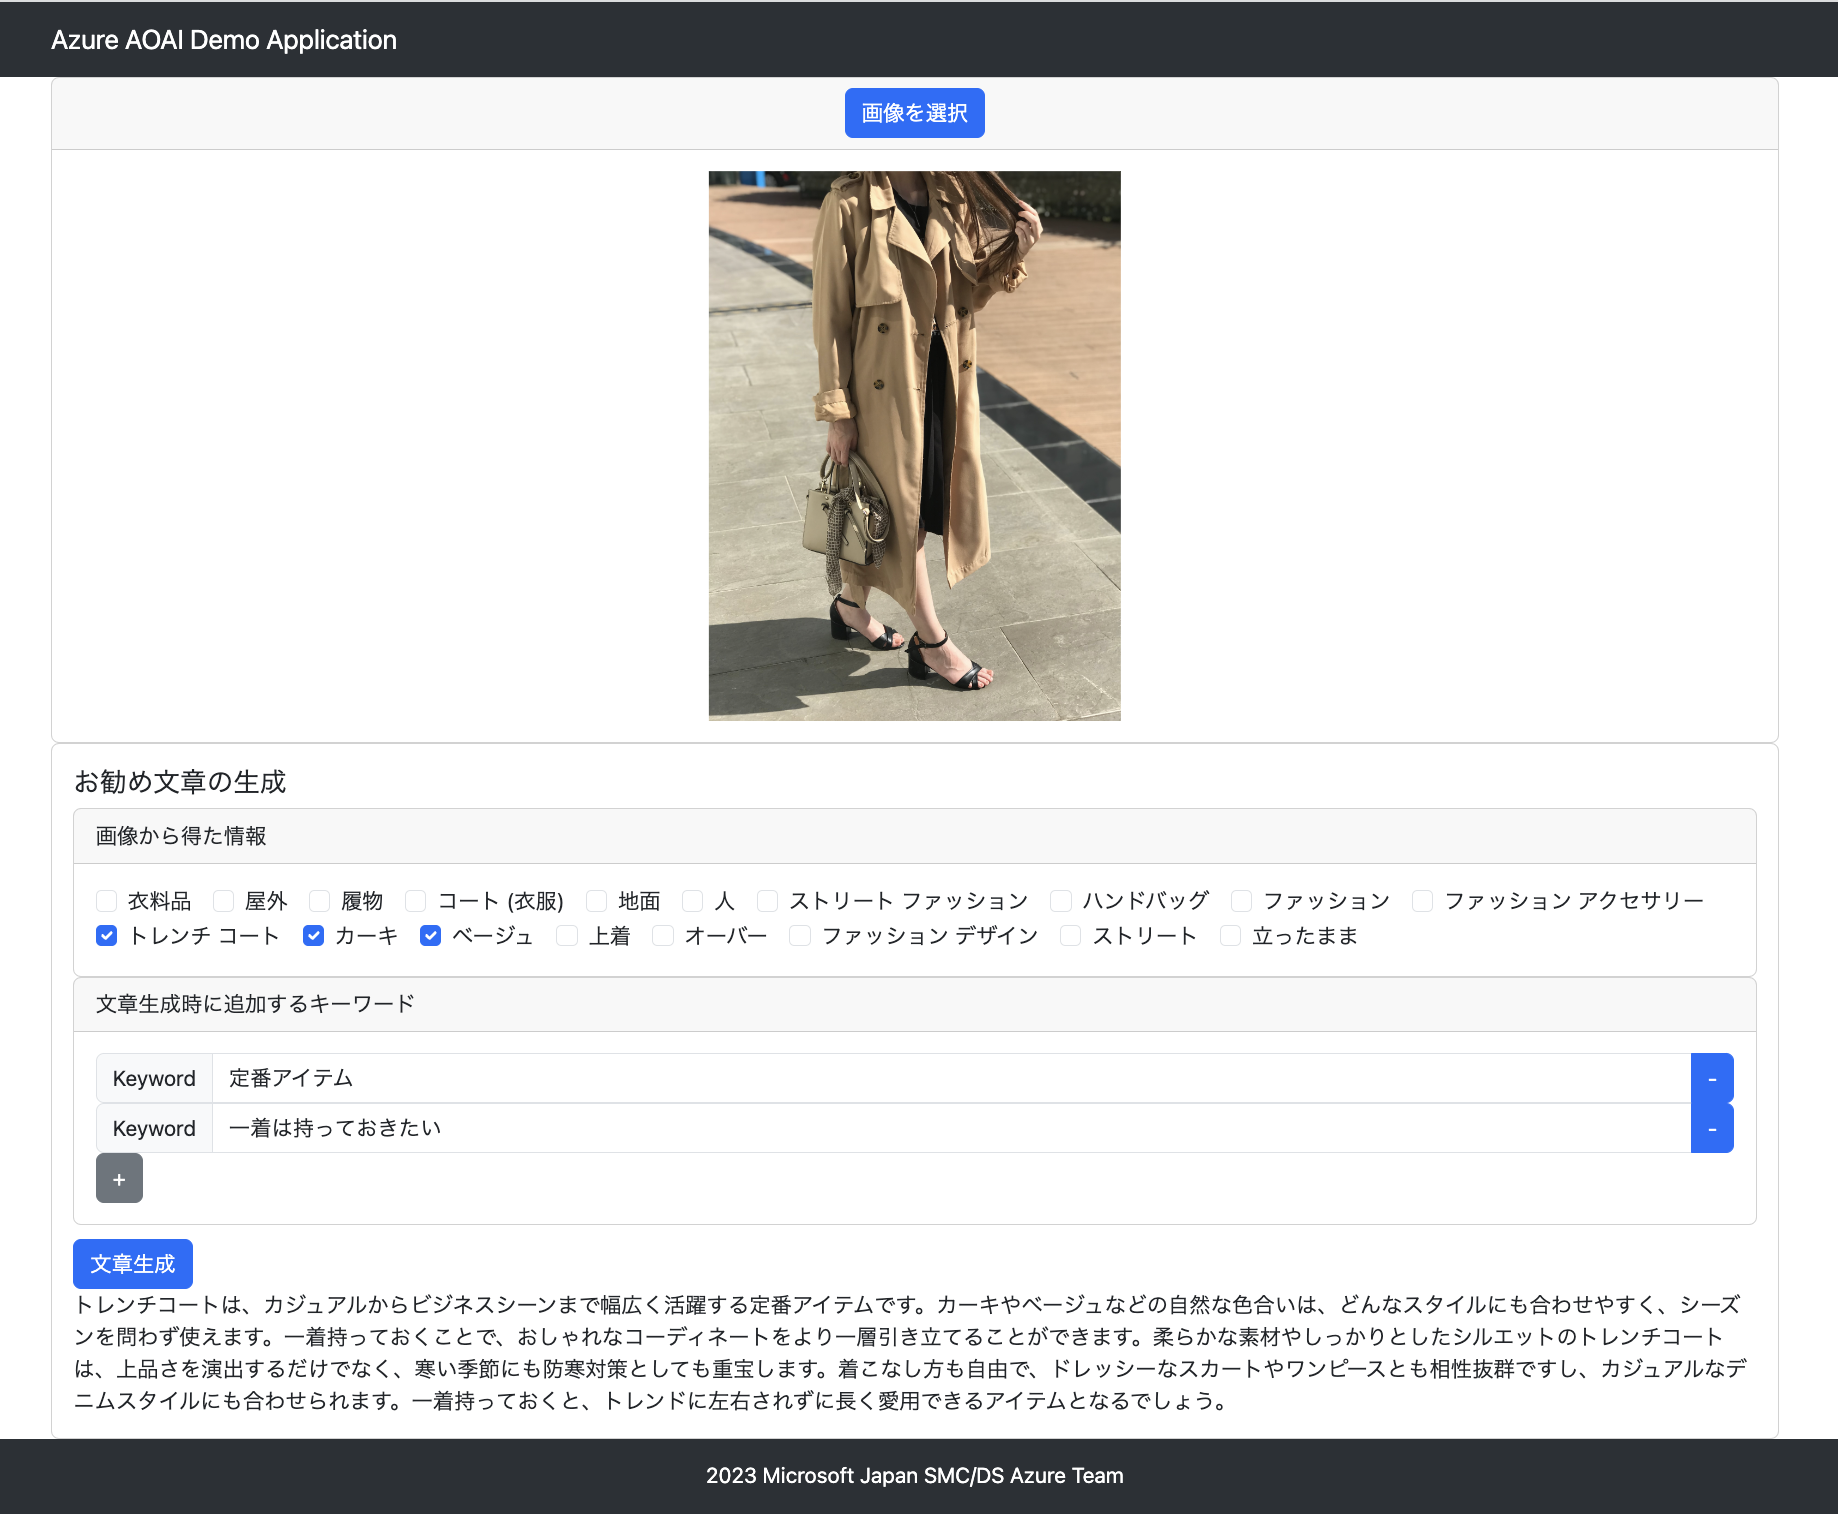 Azure AOAI Demo Application
画像を選択
お勧め文章の生成
画像から得た情報
衣料品 屋外 履物 コート (衣服) 地面 人 ストリート ファッション ハンドバッグ ファッション ファッション アクセサリー
トレンチ コート カーキ ベージュ 上着 オーバー ファッション デザイン ストリート 立ったまま
文章生成時に追加するキーワード
Keyword 定番アイテム -
Keyword 一着は持っておきたい -
+
文章生成
トレンチコートは、カジュアルからビジネスシーンまで幅広く活躍する定番アイテムです。カーキやベージュなどの自然な色合いは、どんなスタイルにも合わせやすく、シーズ
ンを問わず使えます。一着持っておくことで、おしゃれなコーディネートをより一層引き立てることができます。柔らかな素材やしっかりとしたシルエットのトレンチコート
は、上品さを演出するだけでなく、寒い季節にも防寒対策としても重宝します。着こなし方も自由で、ドレッシーなスカートやワンピースとも相性抜群ですし、カジュアルなデ
ニムスタイルにも合わせられます。一着持っておくと、トレンドに左右されずに長く愛用できるアイテムとなるでしょう。
2023 Microsoft Japan SMC/DS Azure Team